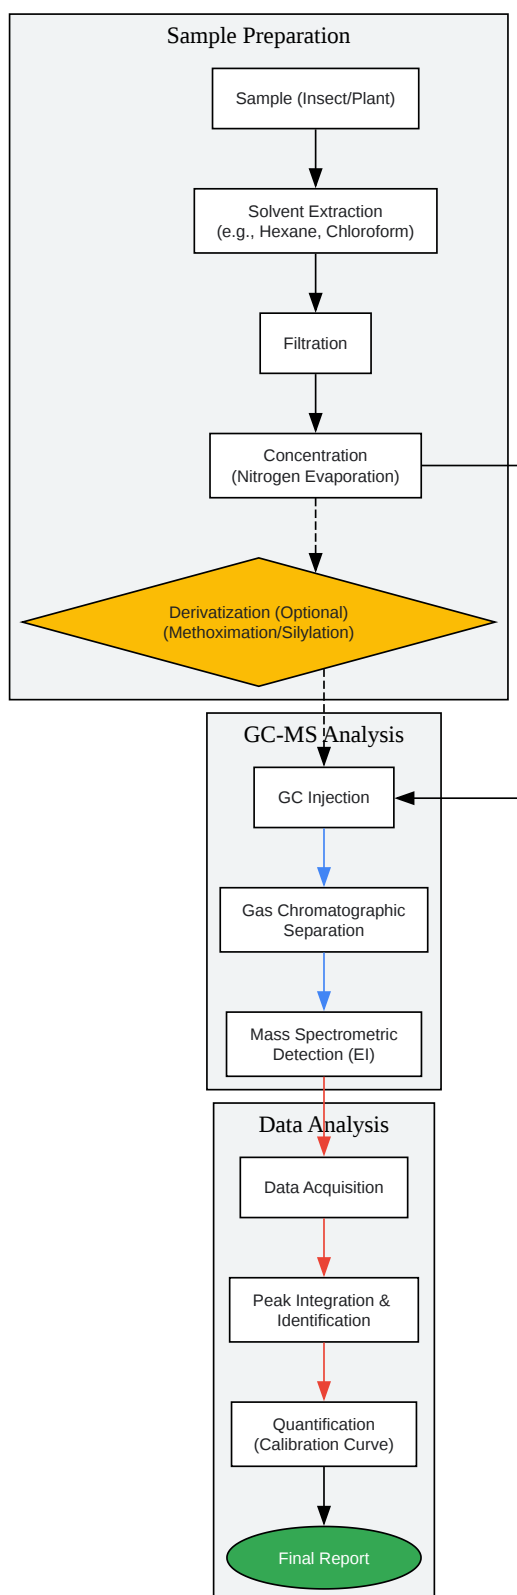 Sample Preparation
Sample (Insect/Plant)
Solvent Extraction
(e.g., Hexane, Chloroform)
Filtration
Concentration
(Nitrogen Evaporation)
Derivatization (Optional)
(Methoximation/Silylation)
GC-MS Analysis
GC Injection
Gas Chromatographic
Separation
Mass Spectrometric
Detection (EI)
Data Analysis
Data Acquisition
Peak Integration &
Identification
Quantification
(Calibration Curve)
Final Report